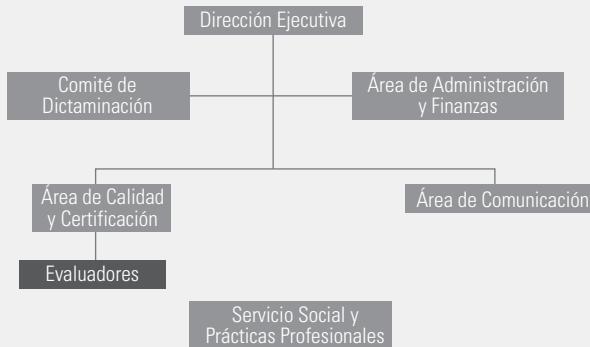 Dirección Ejecutiva
Comité de
Dictaminación
Área de Administración
y Finanzas
Área de Calidad
y Certificación
Área de Comunicación
Evaluadores
Servicio Social y
Prácticas Profesionales